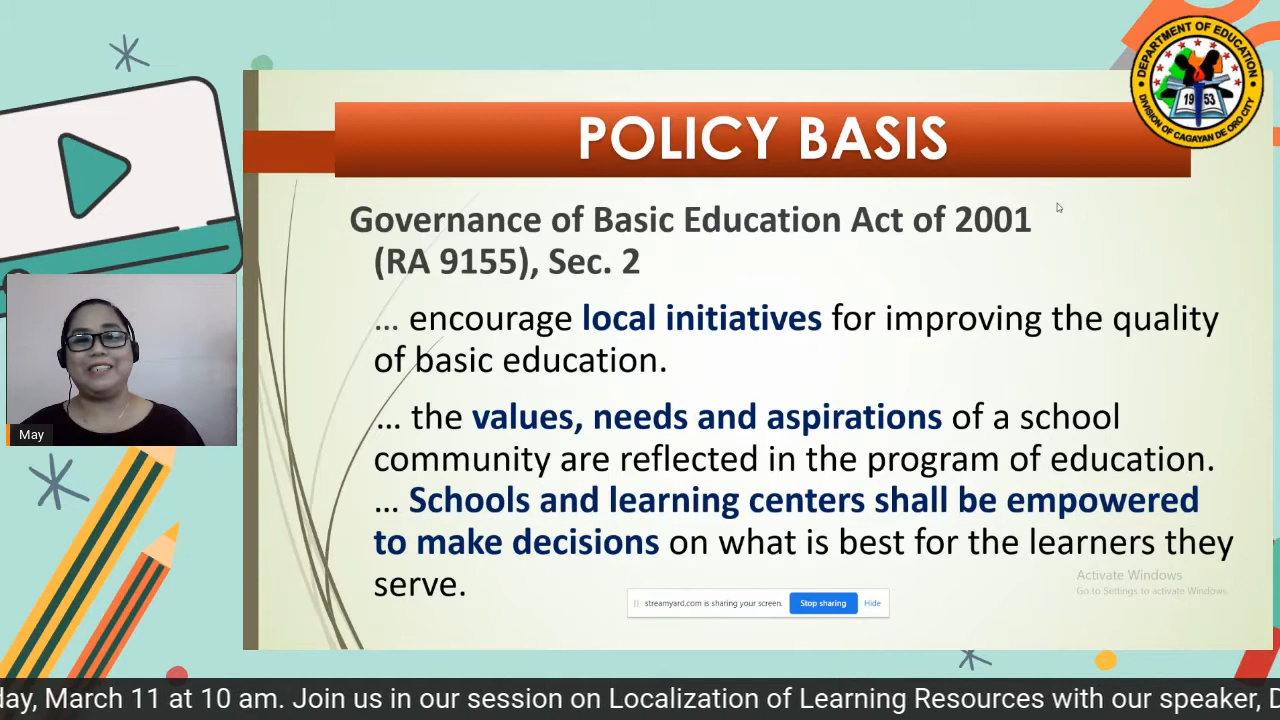 DEPARTMENT OF EDUCATION
1953
DIVISION OF CAGAYAN DE ORO CITY
POLICY BASIS
Governance of Basic Education Act of 2001
(RA 9155), Sec. 2
... encourage local initiatives for improving the quality
of basic education.
... the values, needs and aspirations of a school
community are reflected in the program of education.
... Schools and learning centers shall be empowered
to make decisions on what is best for the learners they
serve.
May
Activate Windows
Go to Settings to activate Windows.
streamyard.com is sharing your screen. Stop sharing Hide
day, March 11 at 10 am. Join us in our session on Localization of Learning Resources with our speaker, D